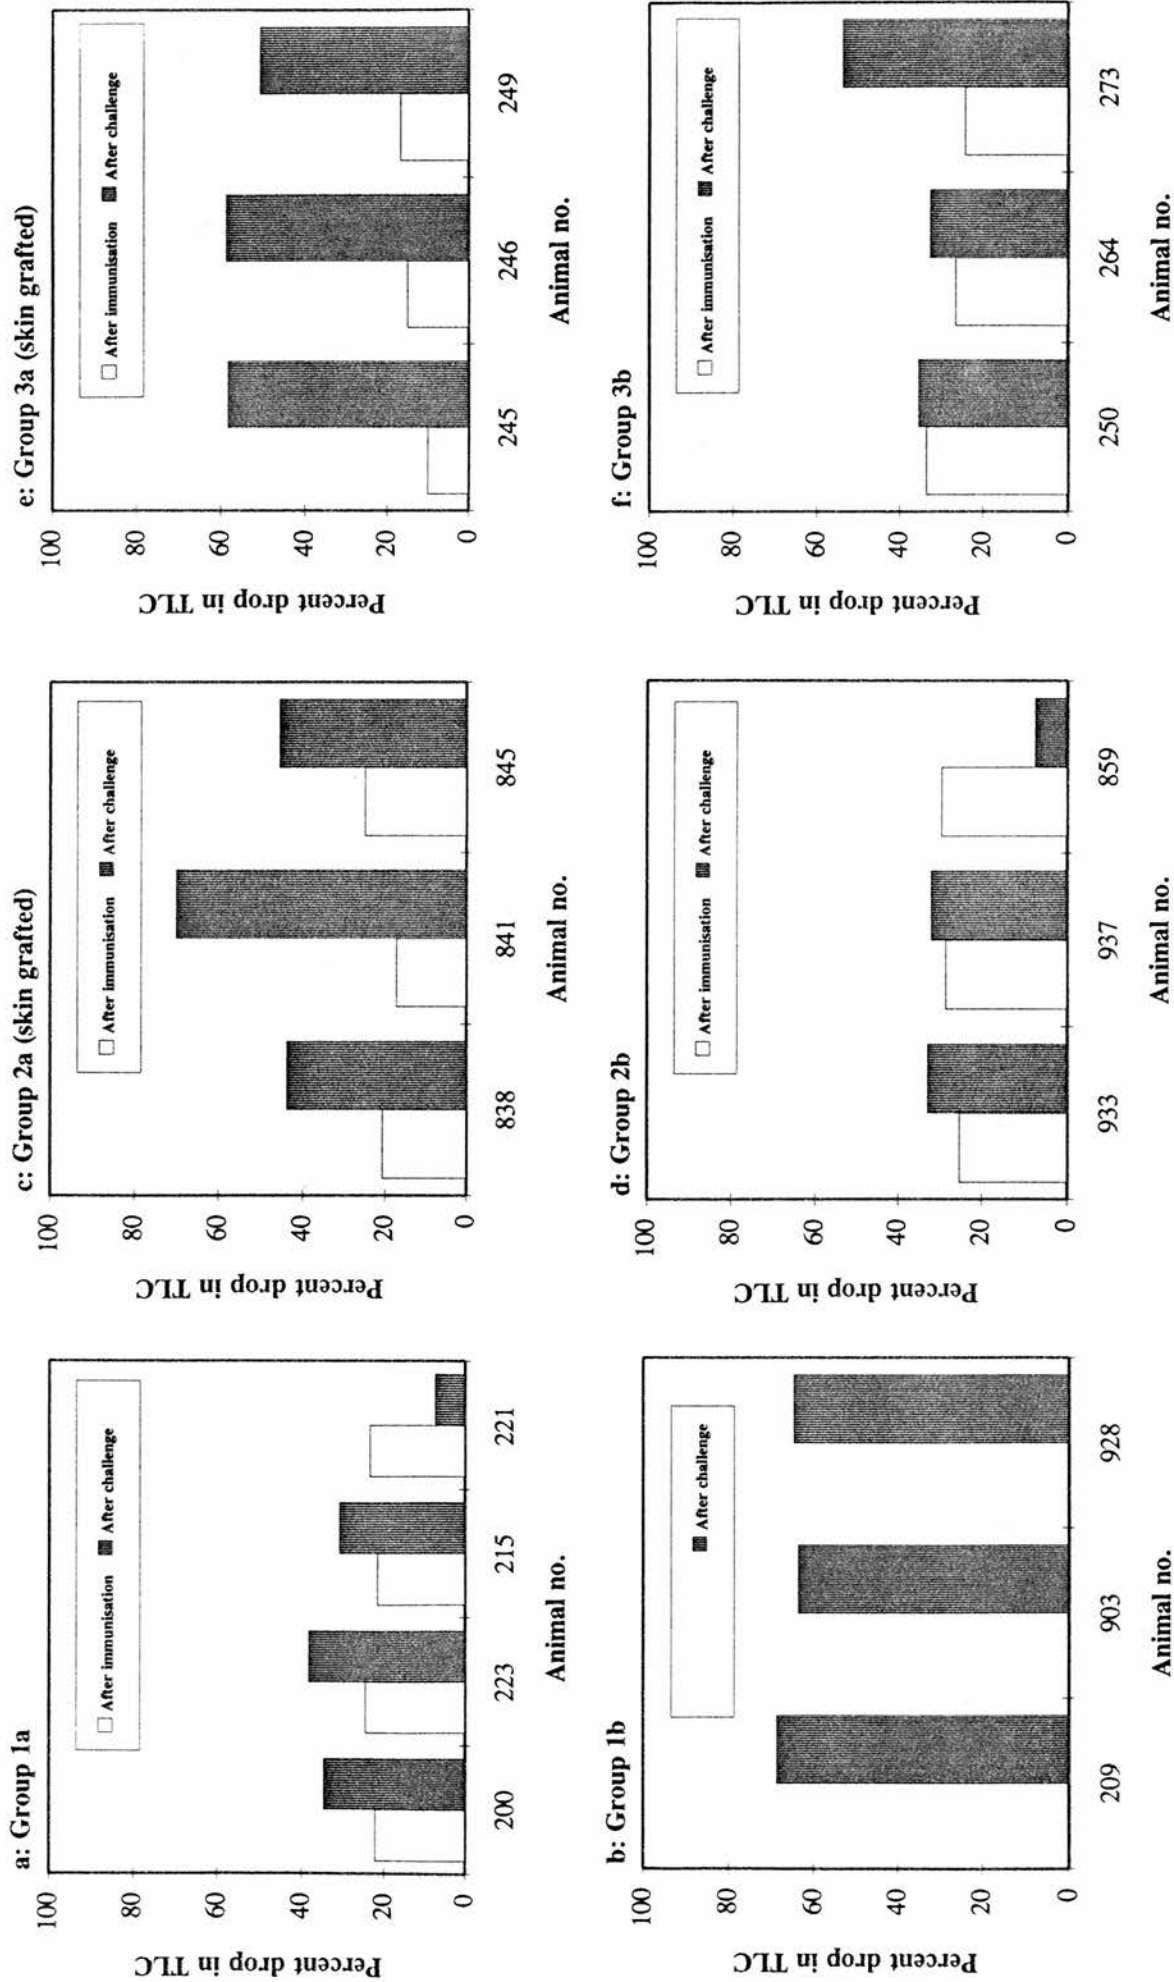 a: Group 1a
Percent drop in TLC
100
80
60
40
20
0
After immunisation After challenge
200 223 215 221
Animal no.
b: Group 1b
Percent drop in TLC
100
80
60
40
20
0
After challenge
209 903 928
Animal no.
c: Group 2a (skin grafted)
Percent drop in TLC
100
80
60
40
20
0
After immunisation After challenge
838 841 845
Animal no.
d: Group 2b
Percent drop in TLC
100
80
60
40
20
0
After immunisation After challenge
933 937 859
Animal no.
e: Group 3a (skin grafted)
Percent drop in TLC
100
80
60
40
20
0
After immunisation After challenge
245 246 249
Animal no.
f: Group 3b
Percent drop in TLC
100
80
60
40
20
0
After immunisation After challenge
250 264 273
Animal no.